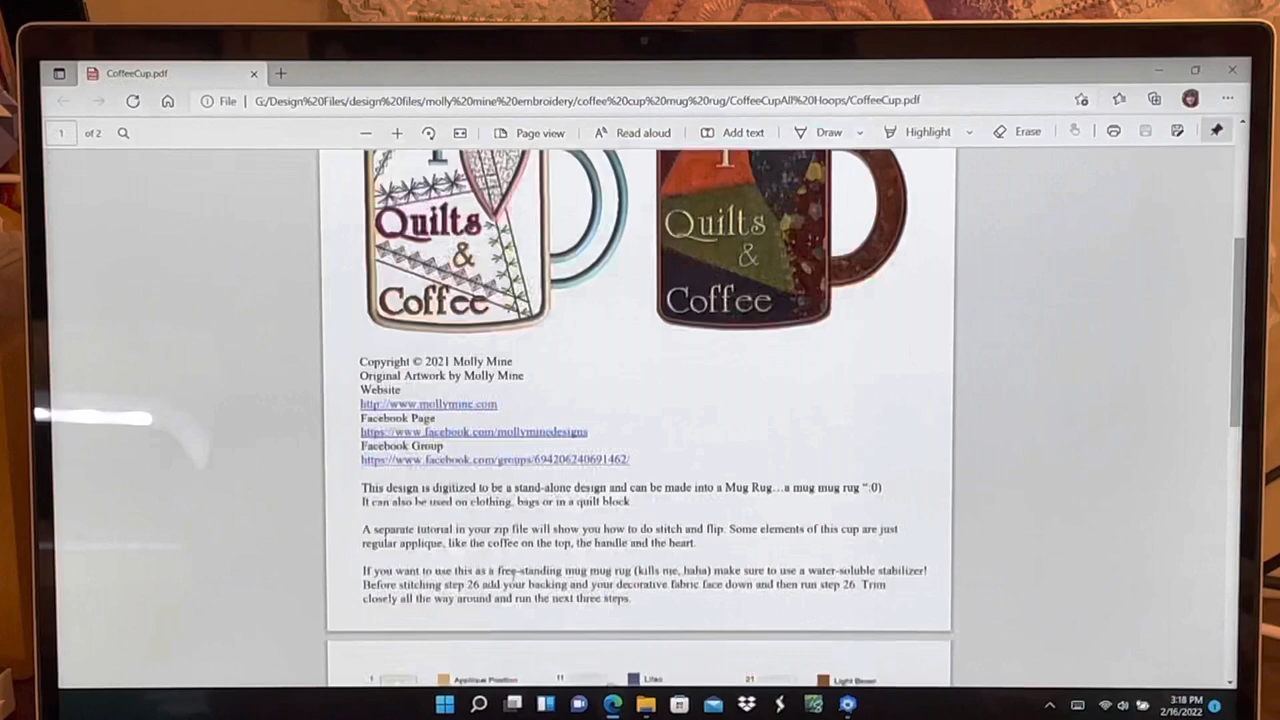 CoffeeCup.pdf
File G:/Design%20Files/design files/molly%20mine%20embroidery/coffee%20cup%20mug%20rug/CoffeeCupAll%20Hoops/CoffeeCup.pdf
1 of 2 Page view Read aloud Add text Draw Highlight Erase
I I
Quilts Quilts
& &
Coffee Coffee
Copyright © 2021 Molly Mine
Original Artwork by Molly Mine
Website
http://www.mollymine.com
Facebook Page
https://www.facebook.com/mollyminedesigns
Facebook Group
https://www.facebook.com/groups/694206240691462/
This design is digitized to be a stand-alone design and can be made into a Mug Rug...a mug mug rug “;0)
It can also be used on clothing, bags or in a quilt block
A separate tutorial in your zip file will show you how to do stitch and flip. Some elements of this cup are just
regular applique, like the coffee on the top, the handle and the heart.
If you want to use this as a free-standing mug mug rug (kills me, haha) make sure to use a water-soluble stabilizer!
Before stitching step 26 add your backing and your decorative fabric face down and then run step 26. Trim
closely all the way around and run the next three steps.
1 Applique Position 11 Lilac 21 Light Brown
3:18 PM
2/16/2022